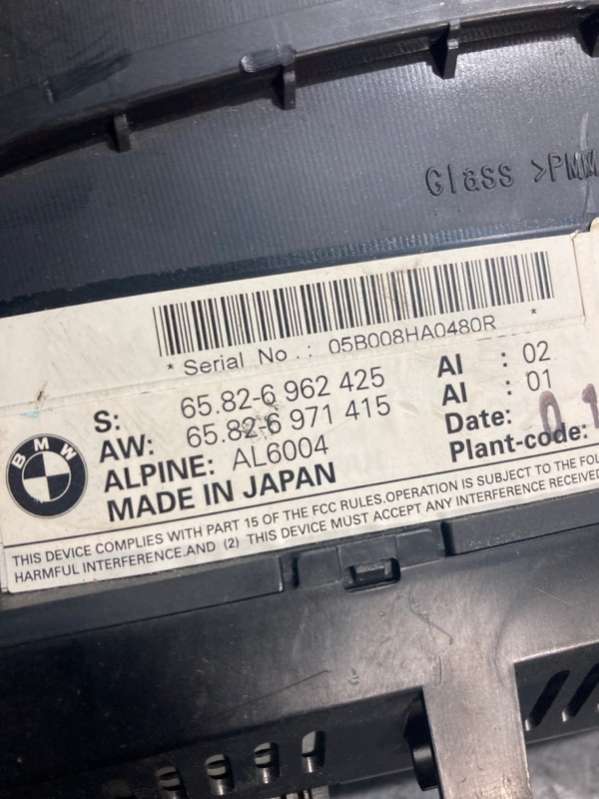 Glass >PMM
* Serial No.: 05B008HA0480R *
S: 65.82-6 962 425 AI : 02
AW: 65.82-6 971 415 AI : 01
ALPINE: AL6004 Date: 01
MADE IN JAPAN Plant-code:
BMW
THIS DEVICE COMPLIES WITH PART 15 OF THE FCC RULES.OPERATION IS SUBJECT TO THE FOL
HARMFUL INTERFERENCE.AND (2) THIS DEVICE MUST ACCEPT ANY INTERFERENCE RECEIVED